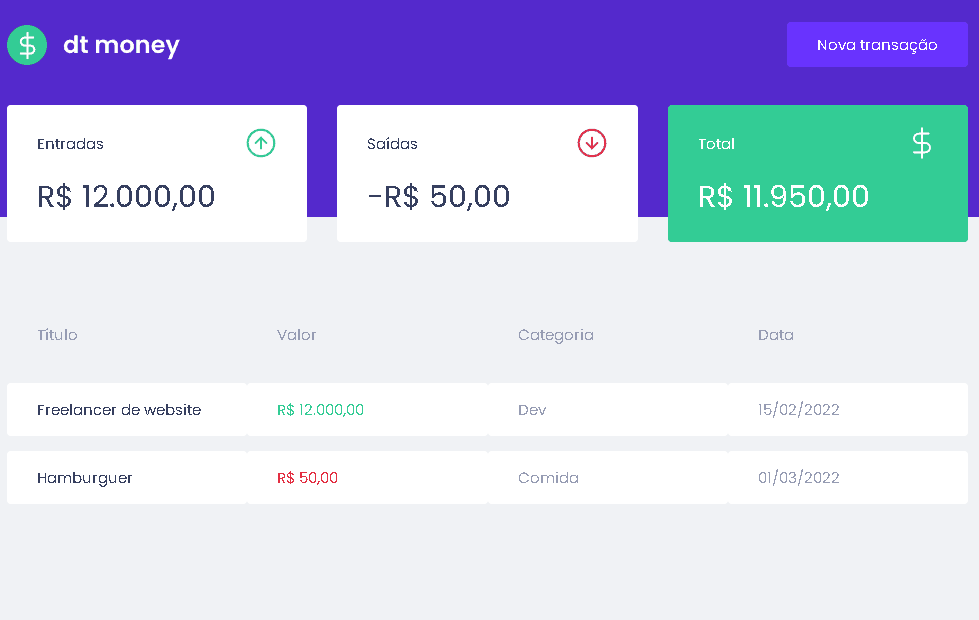 dt money
Nova transação
Entradas
R$ 12.000,00
Saídas
-R$ 50,00
Total
R$ 11.950,00
Título Valor Categoria Data
Freelancer de website R$ 12.000,00 Dev 15/02/2022
Hamburguer R$ 50,00 Comida 01/03/2022